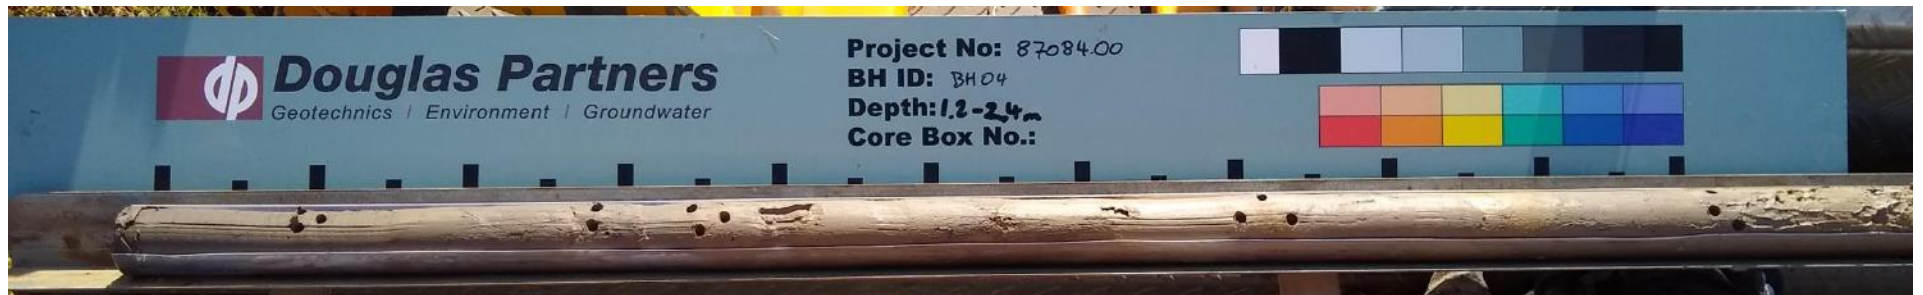 dp Douglas Partners
Geotechnics | Environment | Groundwater
Project No: 87084.00
BH ID: BH04
Depth: 1.2-2.4m
Core Box No.: